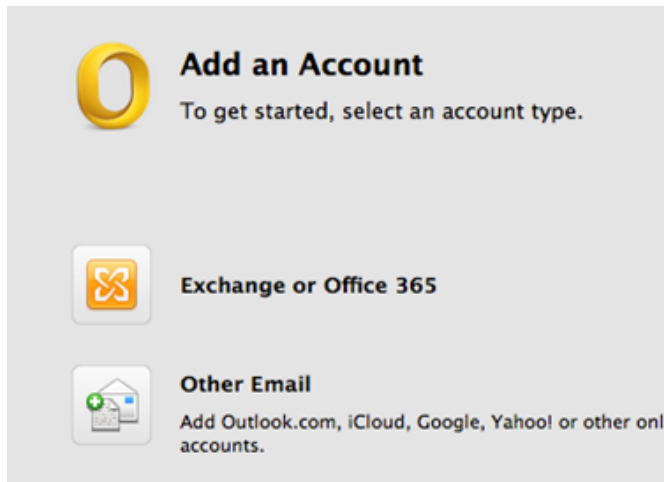 Add an Account
To get started, select an account type.
Exchange or Office 365
Other Email
Add Outlook.com, iCloud, Google, Yahoo! or other
accounts.